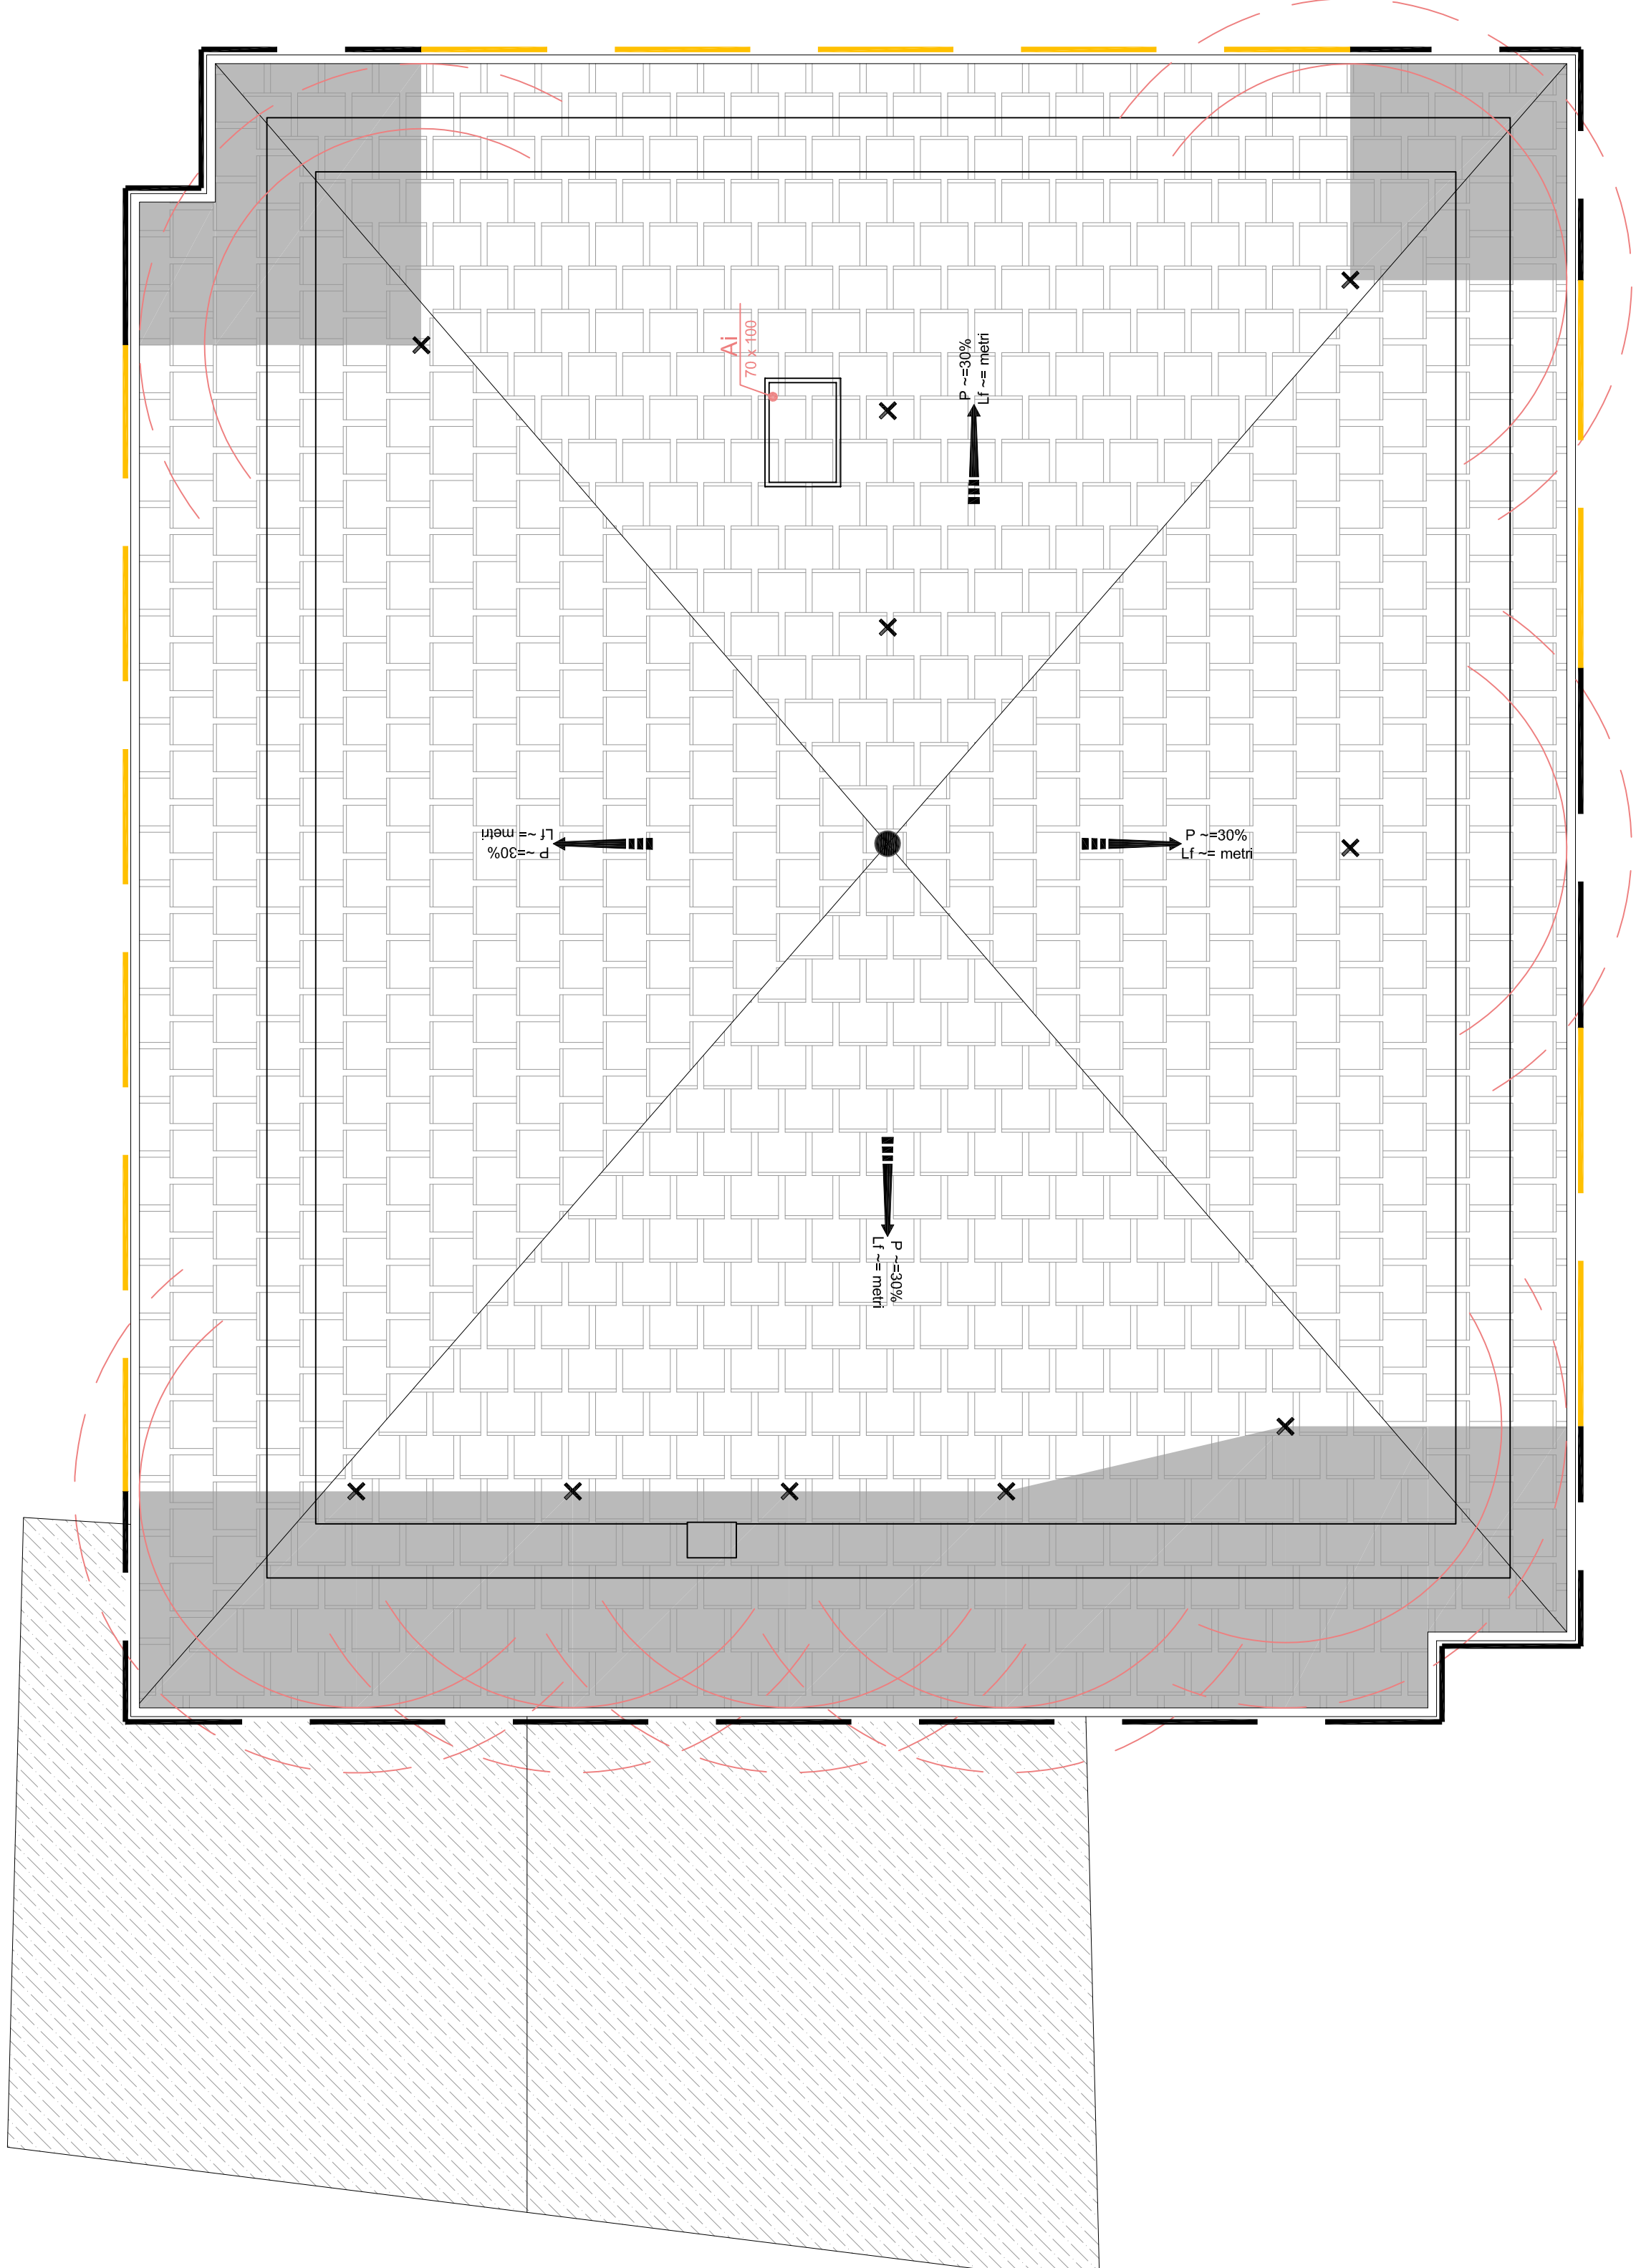 Ai
70 x 100
P ~=30%
Lf ~= metri
P ~=30%
Lf ~= metri
P ~=30%
Lf ~= metri
P ~=30%
Lf ~= metri